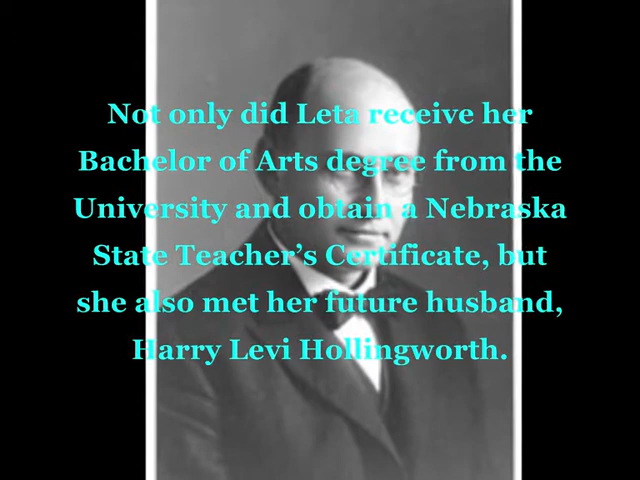 Not only did Leta receive her
Bachelor of Arts degree from the
University and obtain a Nebraska
State Teacher’s Certificate, but
she also met her future husband,
Harry Levi Hollingworth.